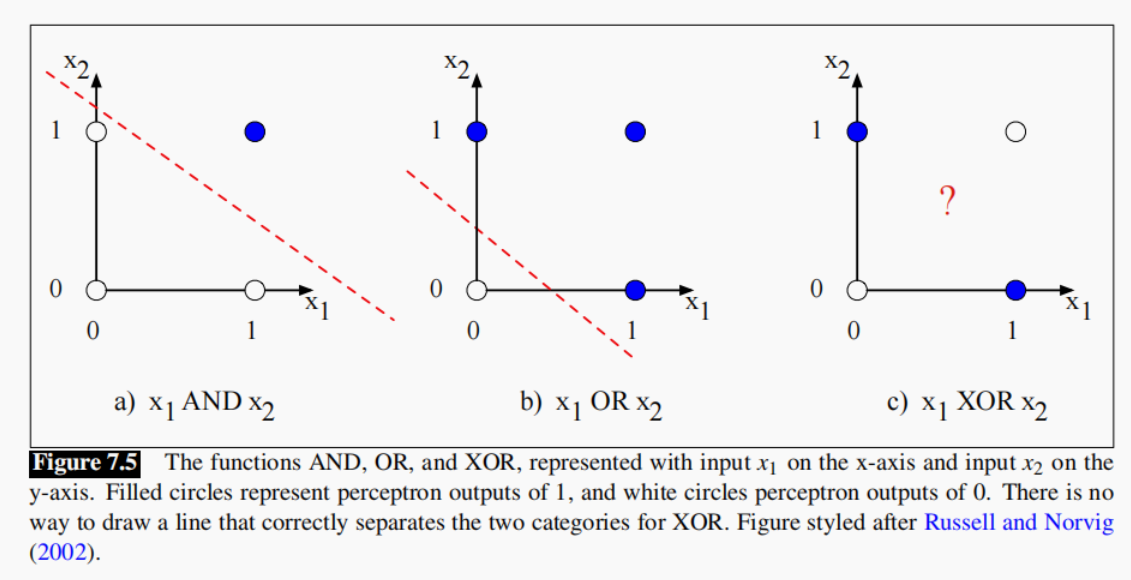 x2 x2 x2
1 1 1
?
0 0 0
x1 x1 x1
0 1 0 1 0 1
a) x1 AND x2 b) x1 OR x2 c) x1 XOR x2
Figure 7.5 The functions AND, OR, and XOR, represented with input x1 on the x-axis and input x2 on the
y-axis. Filled circles represent perceptron outputs of 1, and white circles perceptron outputs of 0. There is no
way to draw a line that correctly separates the two categories for XOR. Figure styled after Russell and Norvig
(2002).